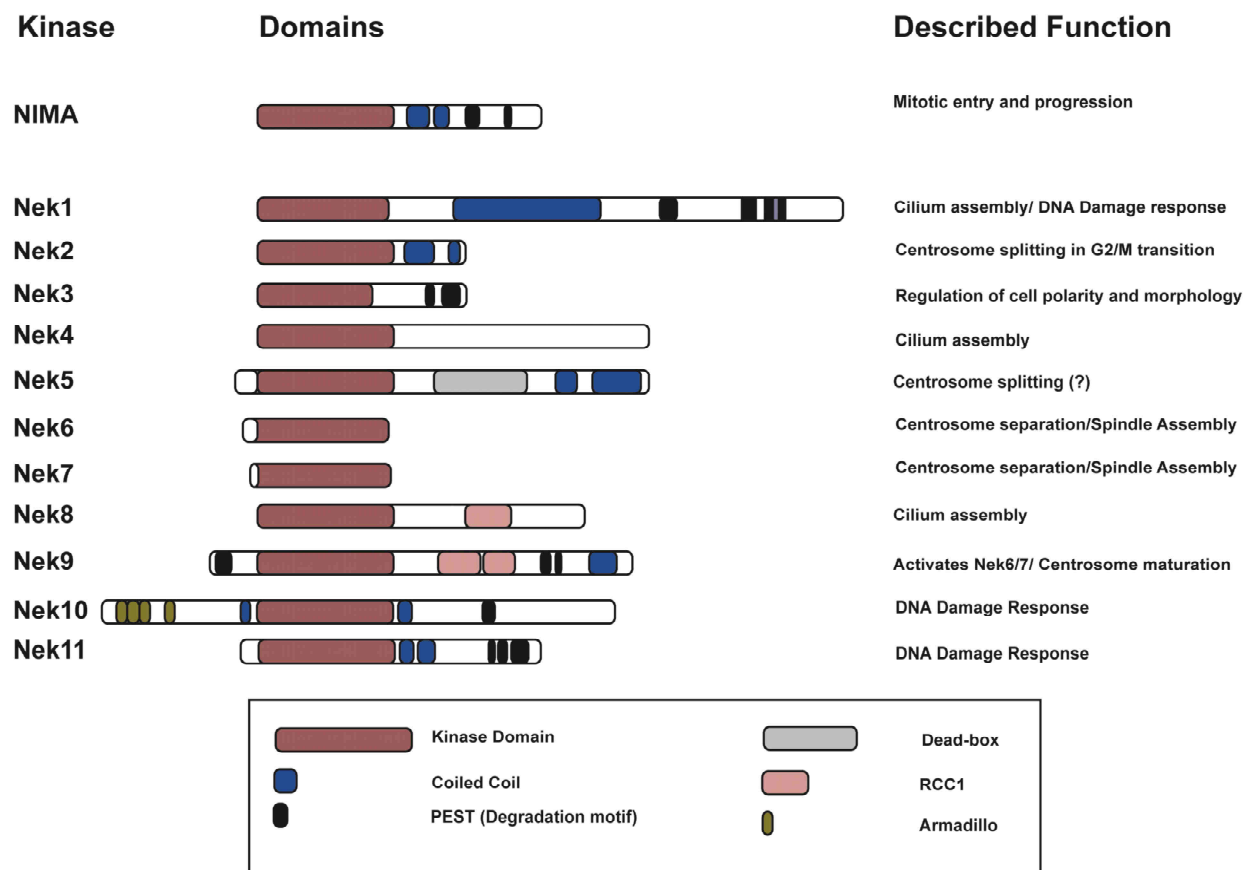 Kinase Domains Described Function
NIMA Mitotic entry and progression
Nek1 Cilium assembly/ DNA Damage response
Nek2 Centrosome splitting in G2/M transition
Nek3 Regulation of cell polarity and morphology
Nek4 Cilium assembly
Nek5 Centrosome splitting (?)
Nek6 Centrosome separation/Spindle Assembly
Nek7 Centrosome separation/Spindle Assembly
Nek8 Cilium assembly
Nek9 Activates Nek6/7/ Centrosome maturation
Nek10 DNA Damage Response
Nek11 DNA Damage Response
Kinase Domain Dead-box
Coiled Coil RCC1
PEST (Degradation motif) Armadillo